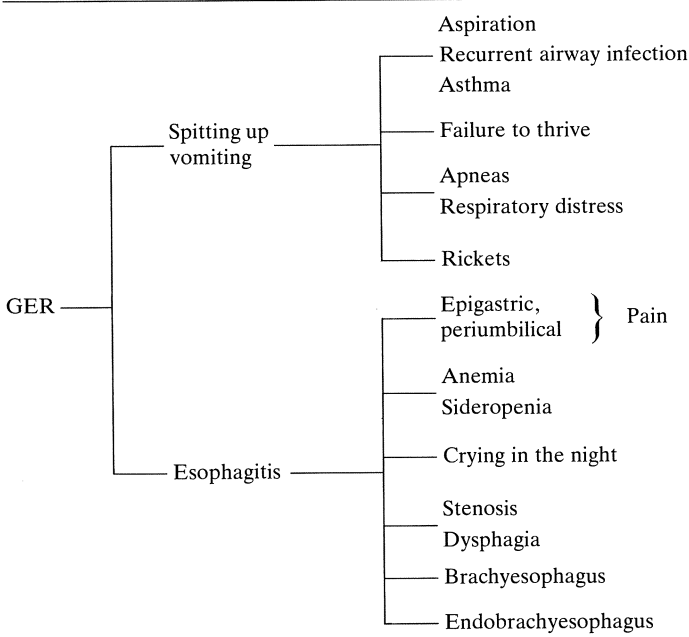 Aspiration
Recurrent airway infection
Asthma
Spitting up
vomiting
Failure to thrive
Apneas
Respiratory distress
Rickets
GER
Epigastric,
periumbilical } Pain
Anemia
Sideropenia
Esophagitis
Crying in the night
Stenosis
Dysphagia
Brachyesophagus
Endobrachyesophagus